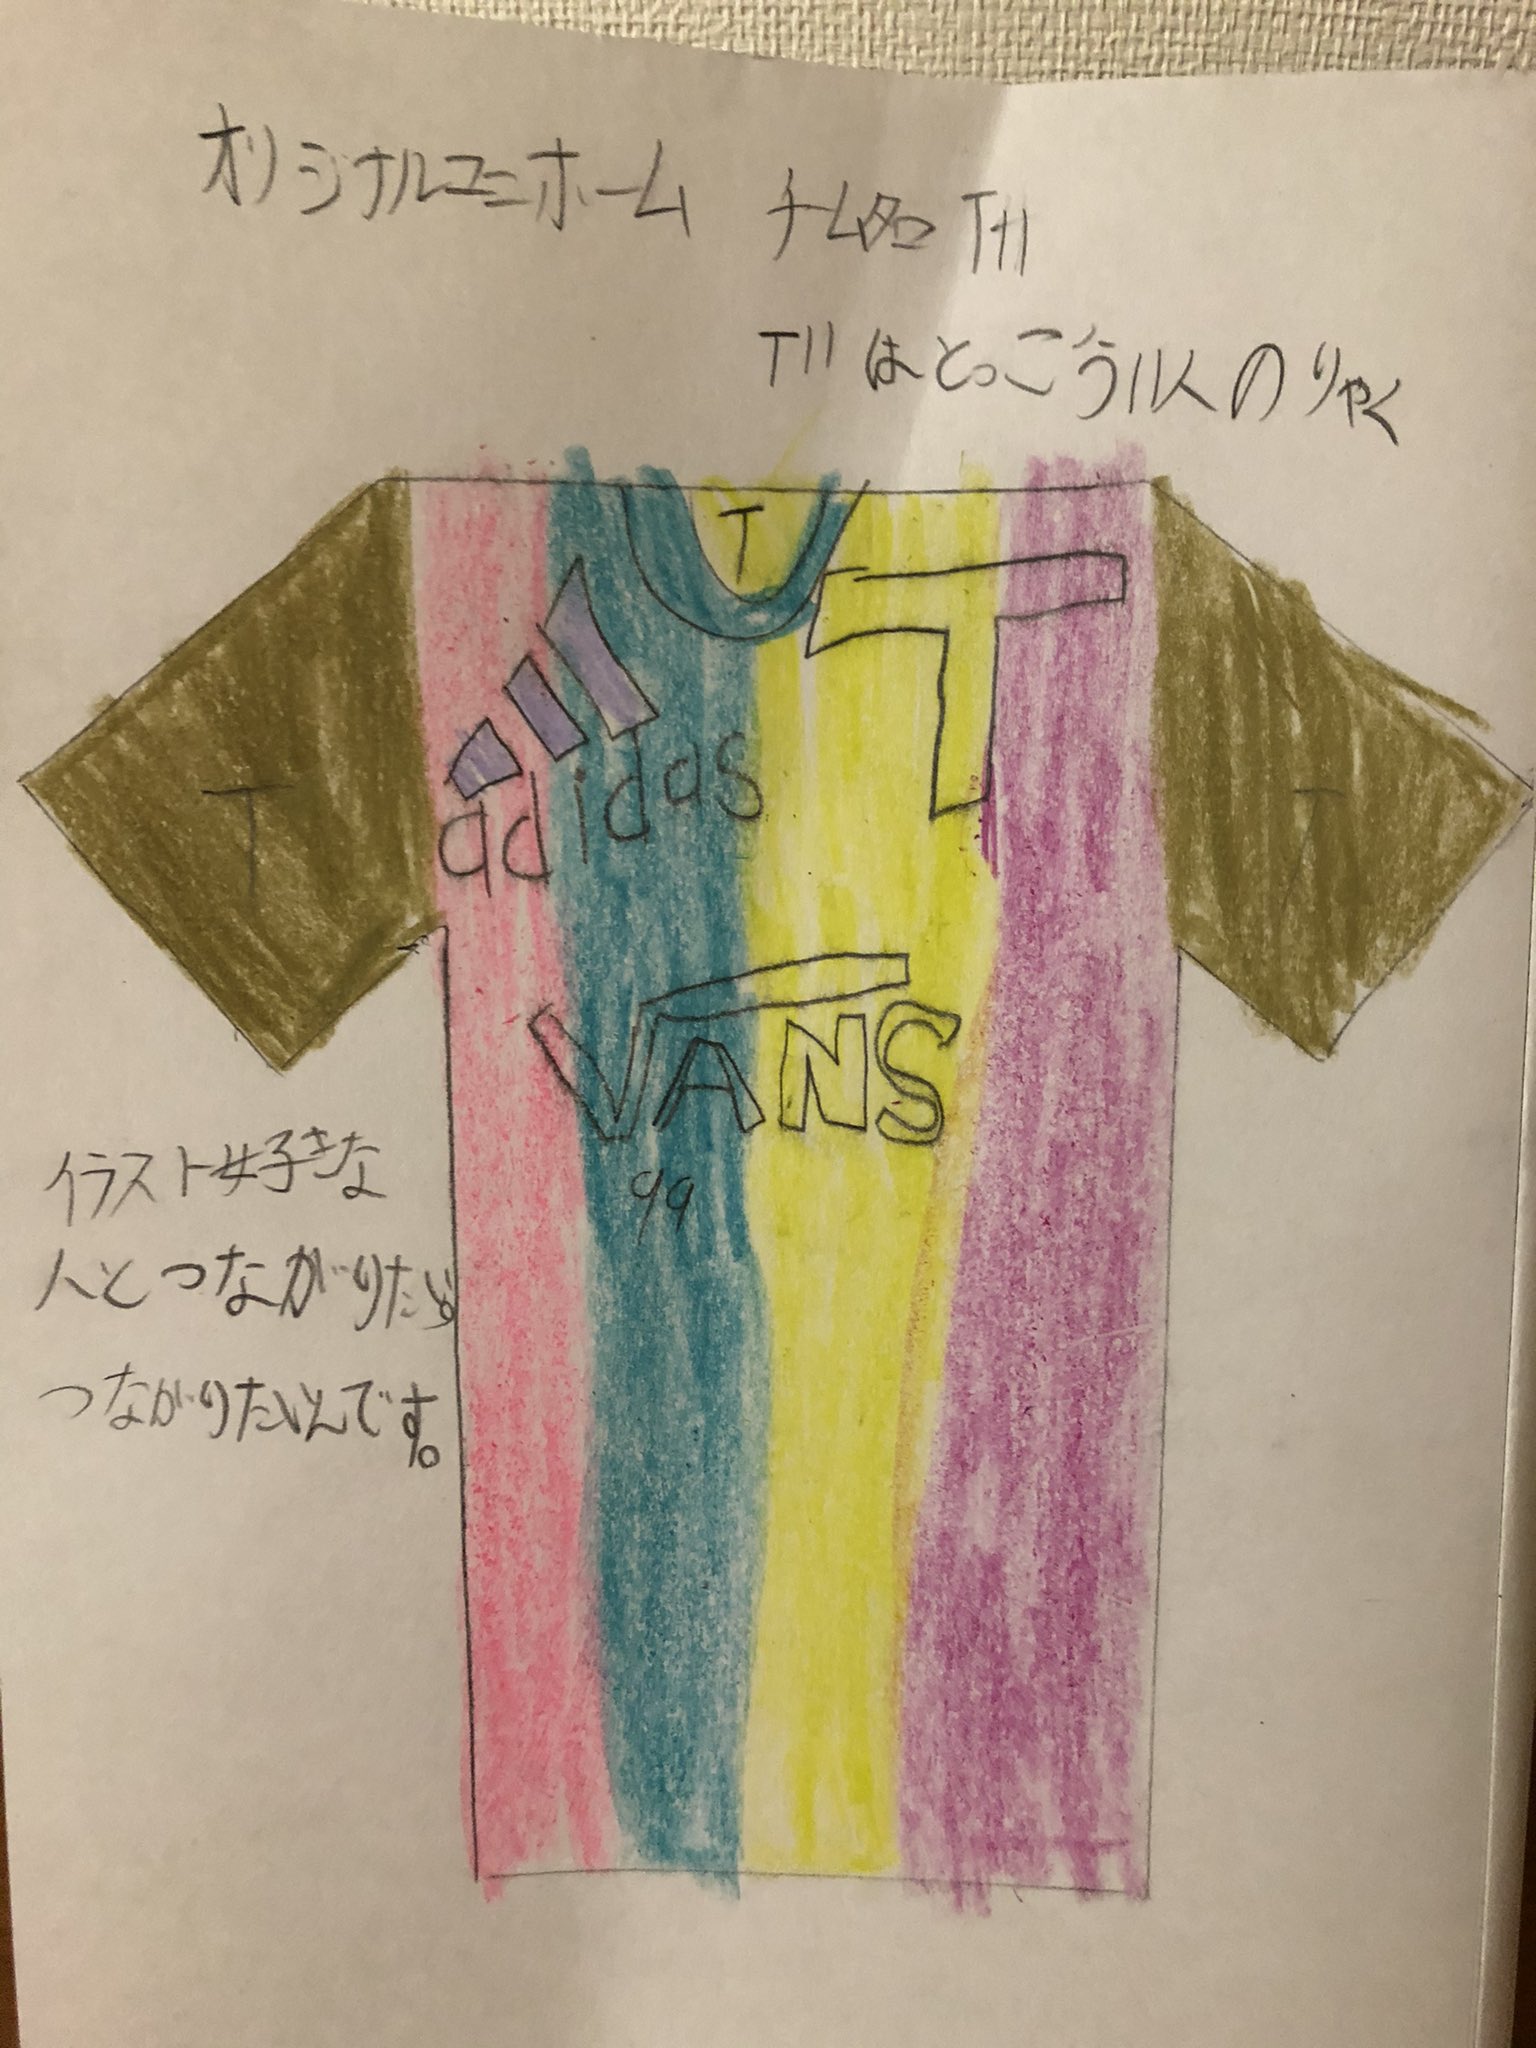 オリジナルユニホーム チーム名 T11
T11はとっごう11人のりゃく
T
T
adidas
T
T
VANS
99
イラスト好きな
人とつながりたい
つながりたいんです。